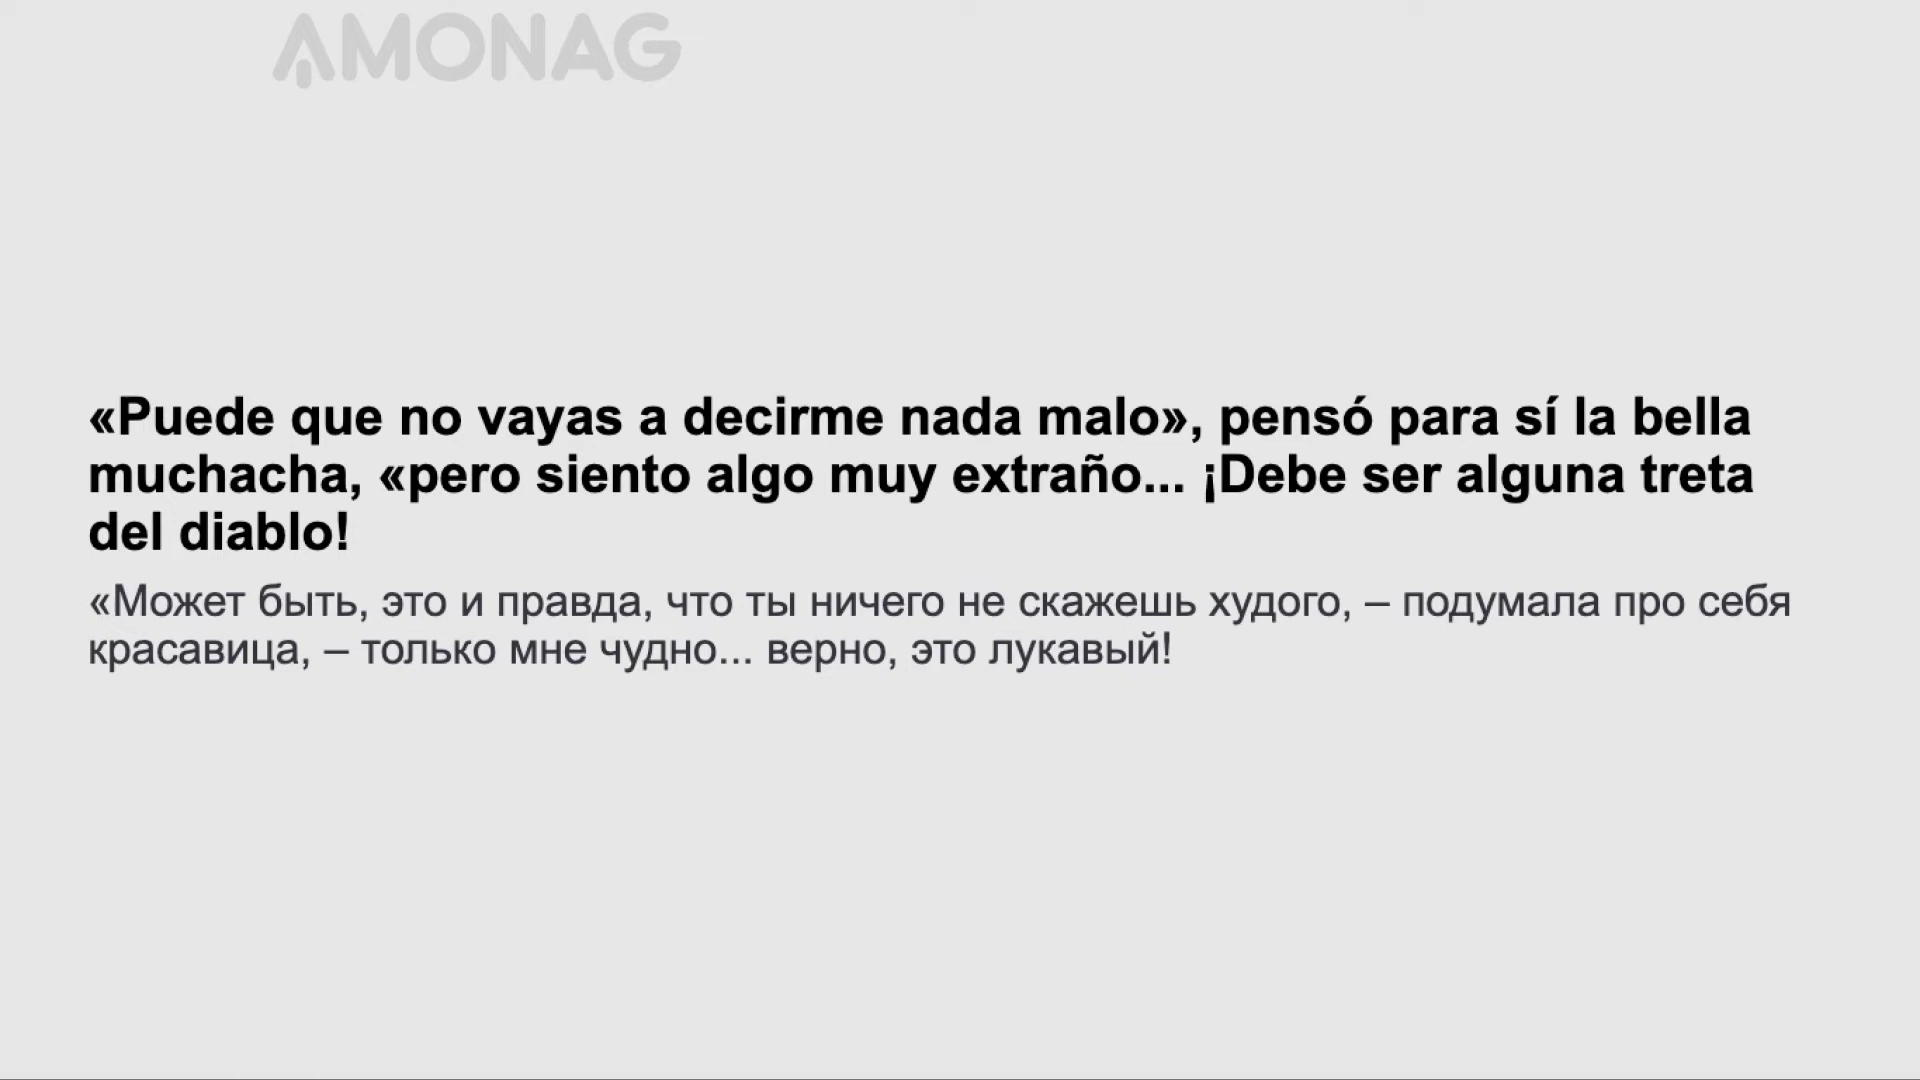 AMONAG
«Puede que no vayas a decirme nada malo», pensó para sí la bella
muchacha, «pero siento algo muy extraño... ¡Debe ser alguna treta
del diablo!
«Может быть, это и правда, что ты ничего не скажешь худого, – подумала про себя
красавица, – только мне чудно... верно, это лукавый!